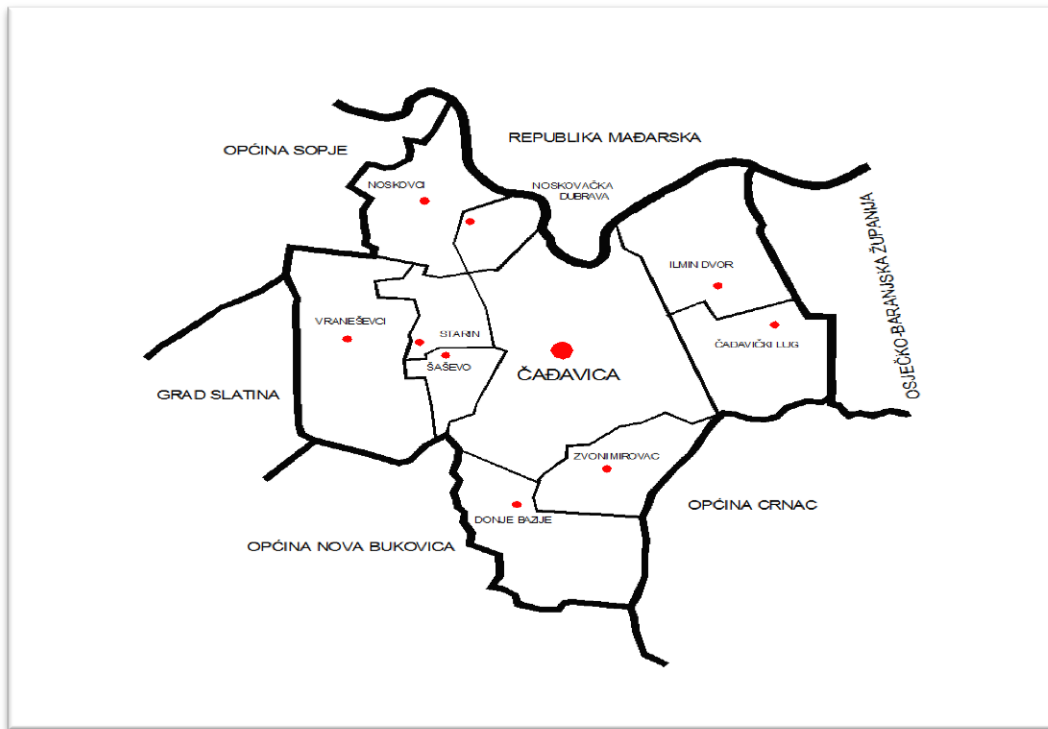 REPUBLIKA MAĐARSKA
OPĆINA SOPJE
NOSKOVCI
NOSKOVAČKA
DUBRAVA
OSJEČKO-BARANJSKA ŽUPANIJA
ILMIN DVOR
VRANEŠEVCI
STARIN
ČAĐAVIČKI LUG
ŠAŠEVO
ČAĐAVICA
GRAD SLATINA
ZVONIMIROVAC
OPĆINA CRNAC
DONJE BAZIJE
OPĆINA NOVA BUKOVICA